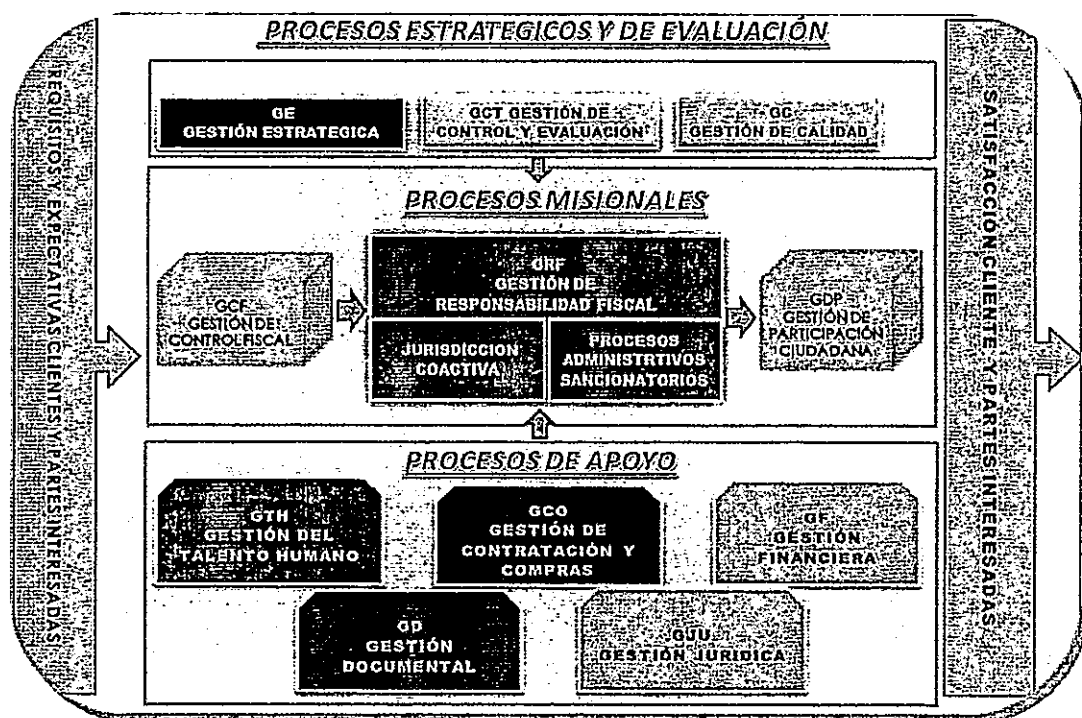 PROCESOS ESTRATEGICOS Y DE EVALUACIÓN
REQUISITOS Y EXPECTATIVAS CLIENTES Y PARTES INTERESADAS
GE
GESTIÓN ESTRATEGICA
GCT GESTIÓN DE
CONTROL Y EVALUACIÓN
GC
GESTIÓN DE CALIDAD
PROCESOS MISIONALES
GCF
GESTIÓN DE
CONTROL FISCAL
GRF
GESTIÓN DE
RESPONSABILIDAD FISCAL
JURISDICCION
COACTIVA
PROCESOS
ADMINISTRTIVOS
SANCIONATORIOS
GDP
GESTIÓN DE
PARTICIPACIÓN
CIUDADANA
PROCESOS DE APOYO
GTH
GESTIÓN DEL
TALENTO HUMANO
GCO
GESTIÓN DE
CONTRATACIÓN Y
COMPRAS
GF
GESTIÓN
FINANCIERA
GD
GESTIÓN
DOCUMENTAL
GJU
GESTIÓN JURIDICA
SATISFACCIÓN CLIENTE Y PARTES INTERESADAS